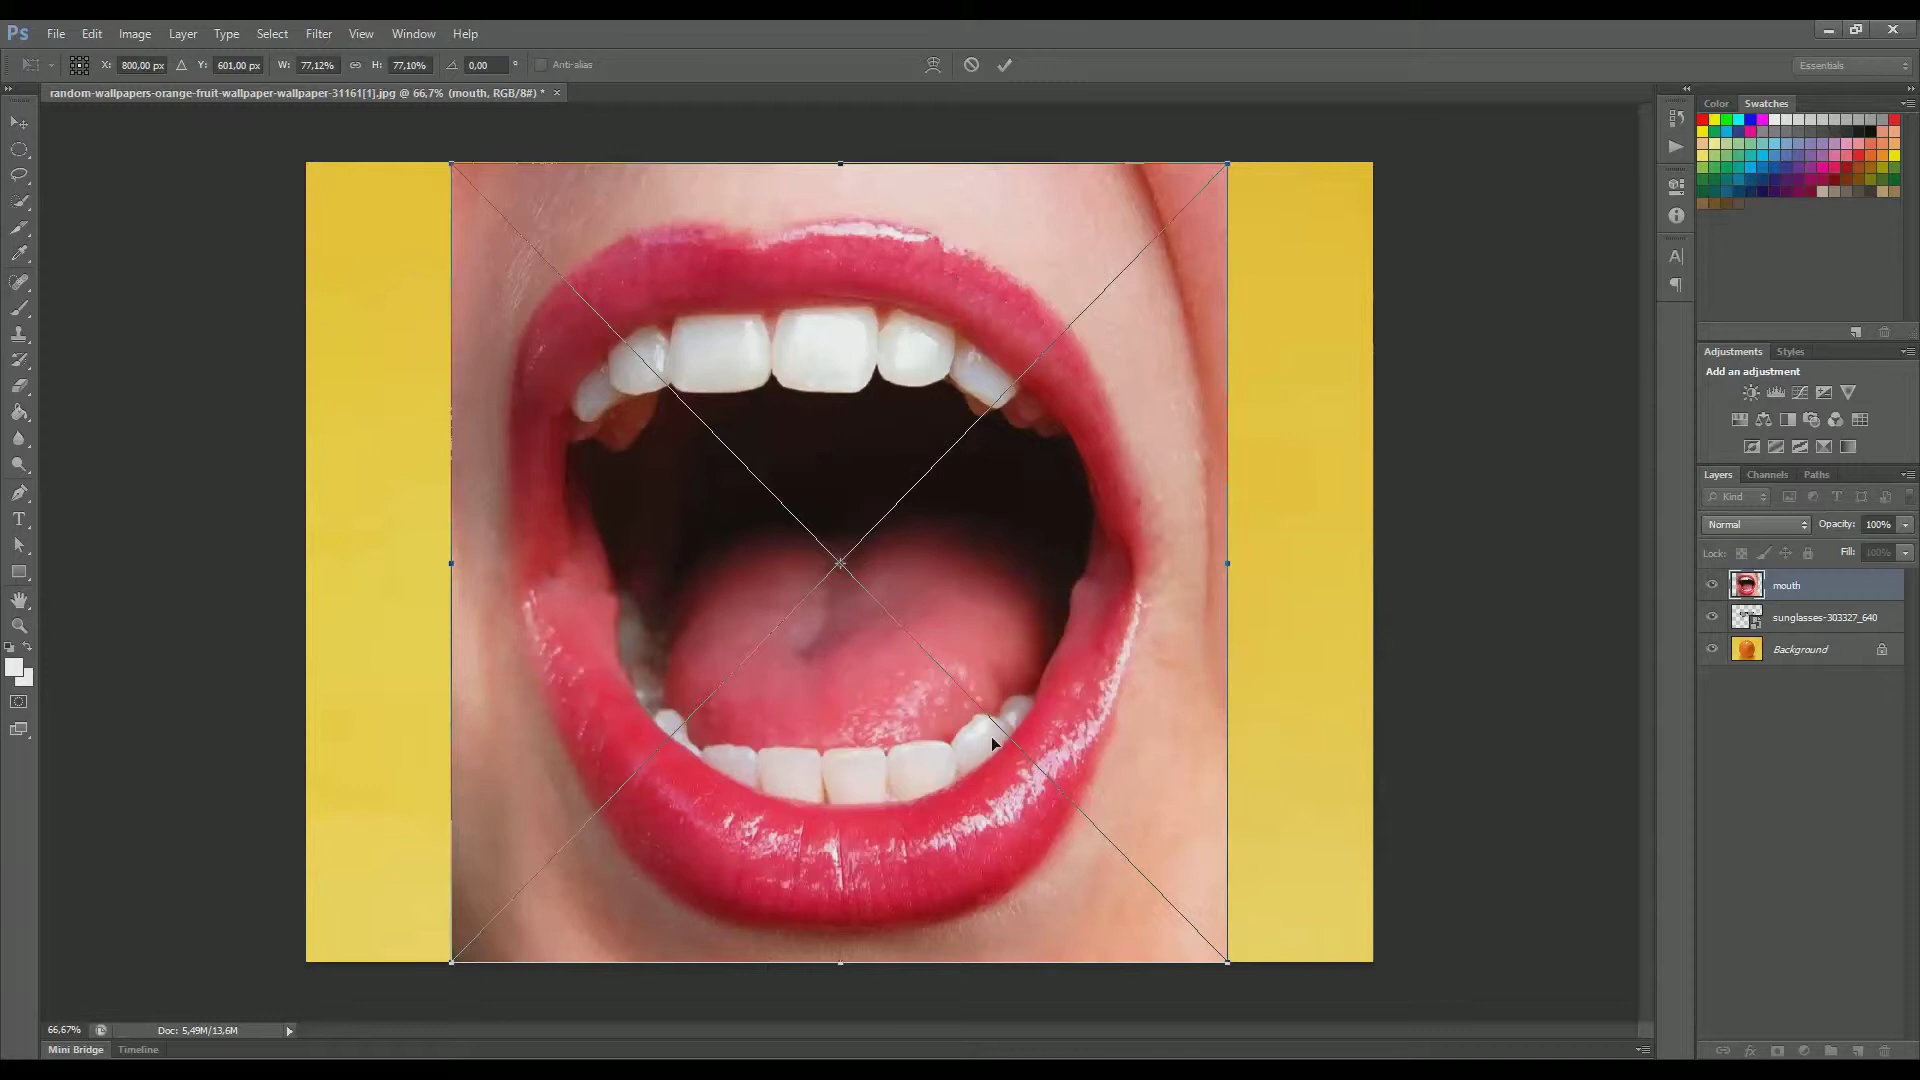 Ps File Edit Image Layer Type Select Filter View Window Help
X: 800,00 px Y: 601,00 px W: 77,12% H: 77,10% 0,00 ° Anti-alias Essentials
random-wallpapers-orange-fruit-wallpaper-wallpaper-31161[1].jpg @ 66,7% (mouth, RGB/8#) * ×
Color Swatches
Adjustments Styles
Add an adjustment
Layers Channels Paths
Kind
Normal Opacity: 100%
Lock: Fill: 100%
mouth
sunglasses-303327_640
Background
66,67% Doc: 5,49M/13,6M
Mini Bridge Timeline